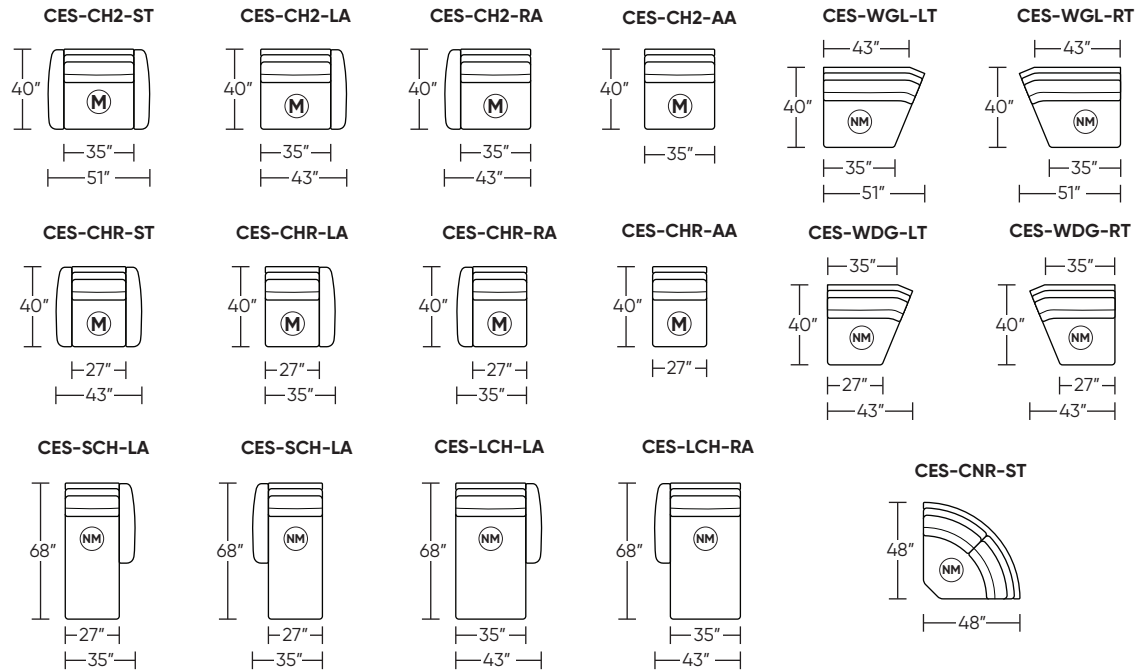 CES-CH2-ST CES-CH2-LA CES-CH2-RA CES-CH2-AA CES-WGL-LT CES-WGL-RT
43" 43"
40" 40" 40" 40" 40" 40"
M M M M NM NM
35" 35" 35" 35" 35" 35"
51" 43" 43" 51" 51"
CES-CHR-ST CES-CHR-LA CES-CHR-RA CES-CHR-AA CES-WDG-LT CES-WDG-RT
35" 35"
40" 40" 40" 40" 40" 40"
M M M M NM NM
27" 27" 27" 27" 27" 27"
43" 35" 35" 43" 43"
CES-SCH-LA CES-SCH-LA CES-LCH-LA CES-LCH-RA CES-CNR-ST
NM NM NM NM
68" 68" 68" 68" 48"
NM
27" 27" 35" 35" 48"
35" 35" 43" 43"